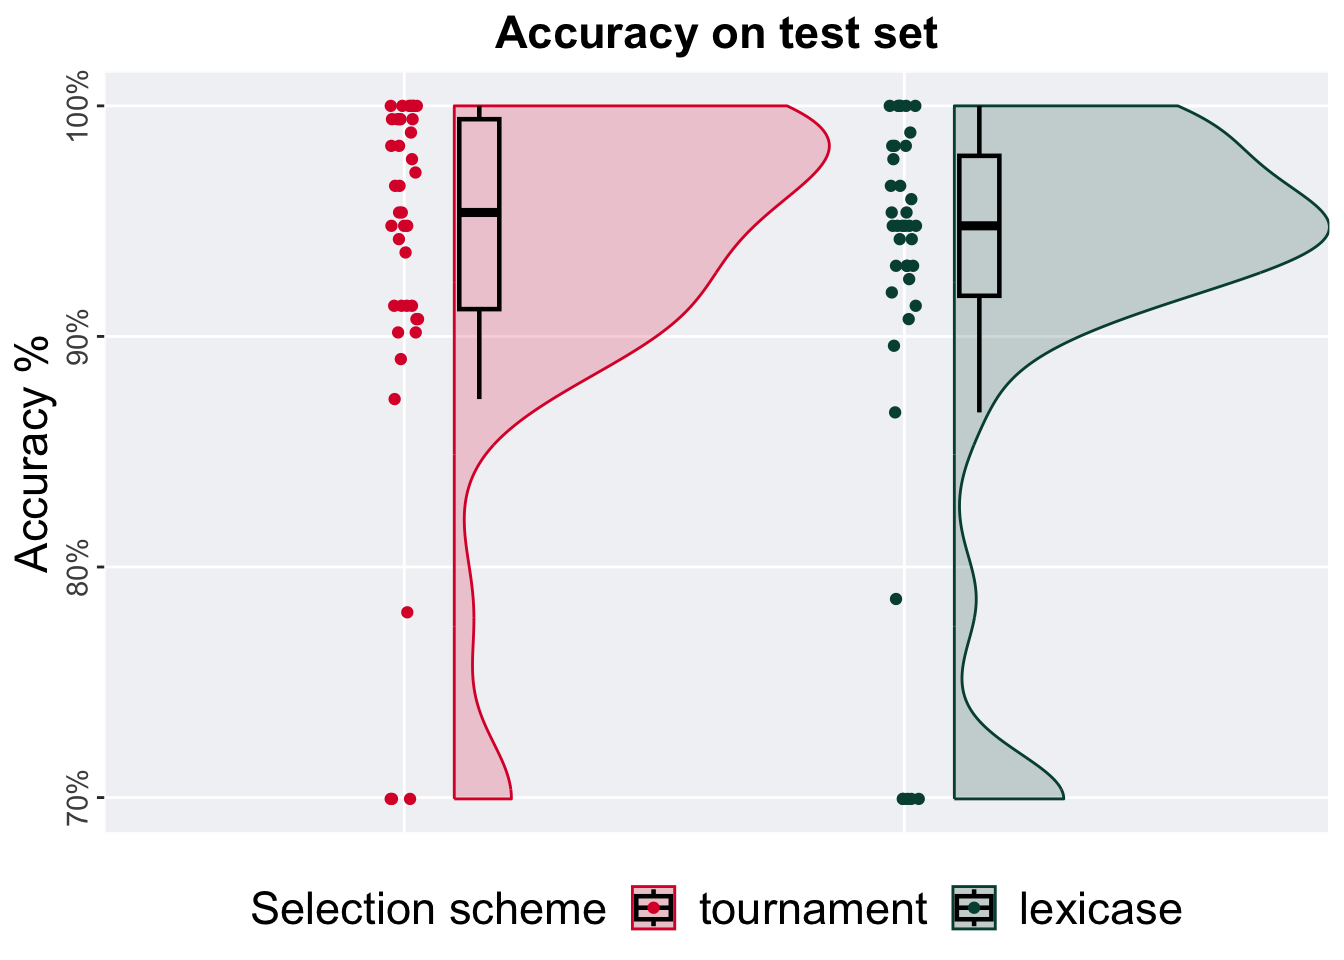 Accuracy on test set
Accuracy %
100%
90%
80%
70%
Selection scheme tournament lexicase